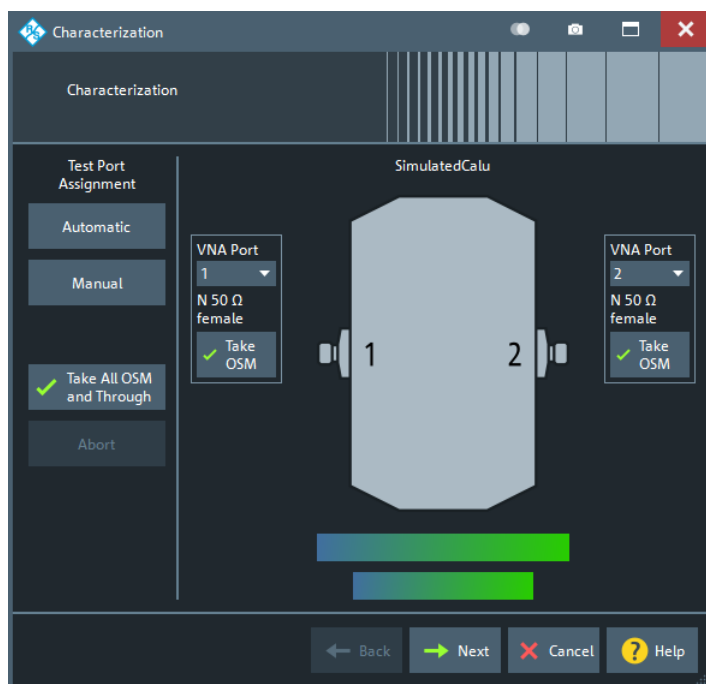 Characterization
Characterization
Test Port
Assignment
Automatic
Manual
Take All OSM
and Through
Abort
SimulatedCalu
VNA Port
1
N 50 Ω
female
Take
OSM
1
2
VNA Port
2
N 50 Ω
female
Take
OSM
Back
Next
Cancel
? Help